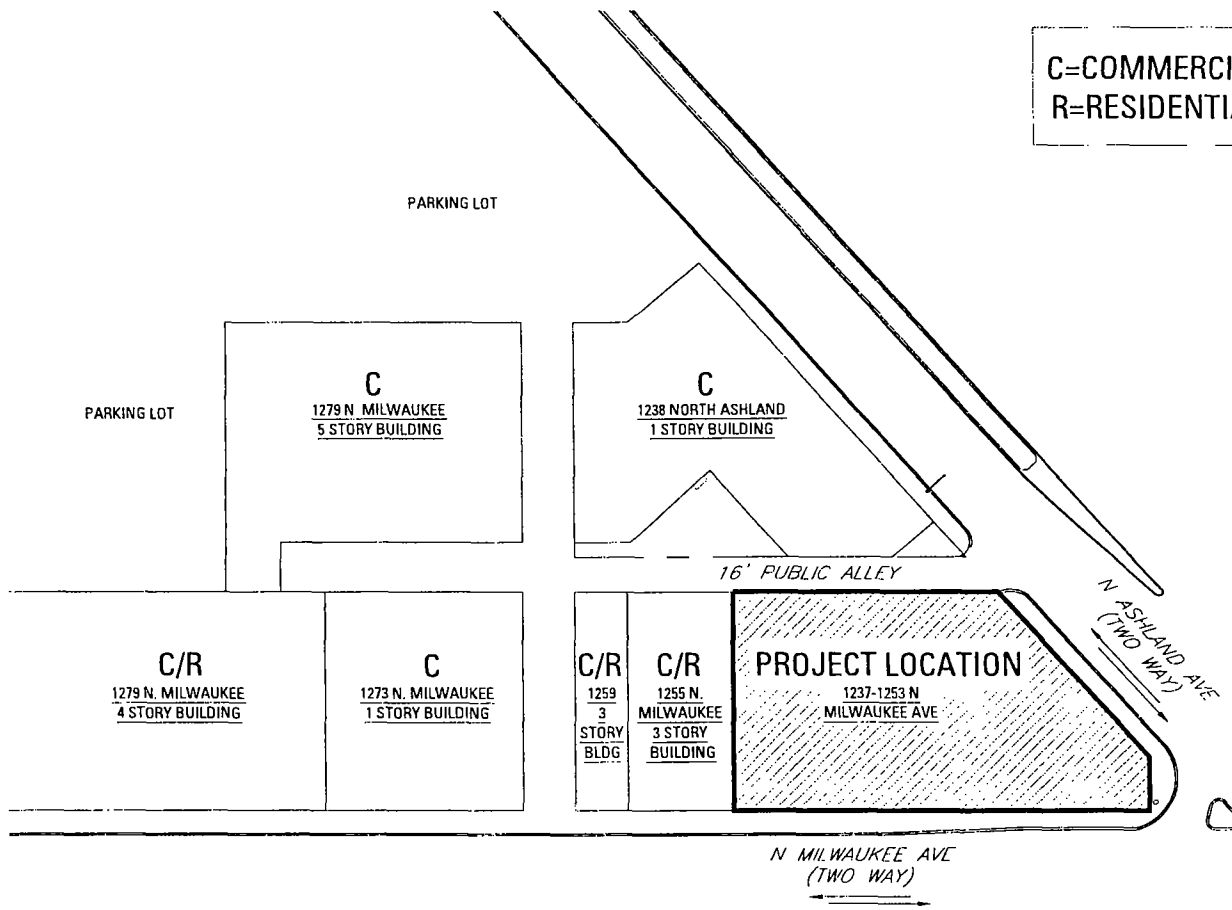 C=COMMERCI
R=RESIDENTIA
PARKING LOT
PARKING LOT
C
1279 N. MILWAUKEE
5 STORY BUILDING
C
1238 NORTH ASHLAND
1 STORY BUILDING
16' PUBLIC ALLEY
N ASHLAND AVE
(TWO WAY)
C/R
1279 N. MILWAUKEE
4 STORY BUILDING
C
1273 N. MILWAUKEE
1 STORY BUILDING
C/R
1259
3
STORY
BLDG
C/R
1255 N.
MILWAUKEE
3 STORY
BUILDING
PROJECT LOCATION
1237-1253 N
MILWAUKEE AVE
N MILWAUKEE AVE
(TWO WAY)